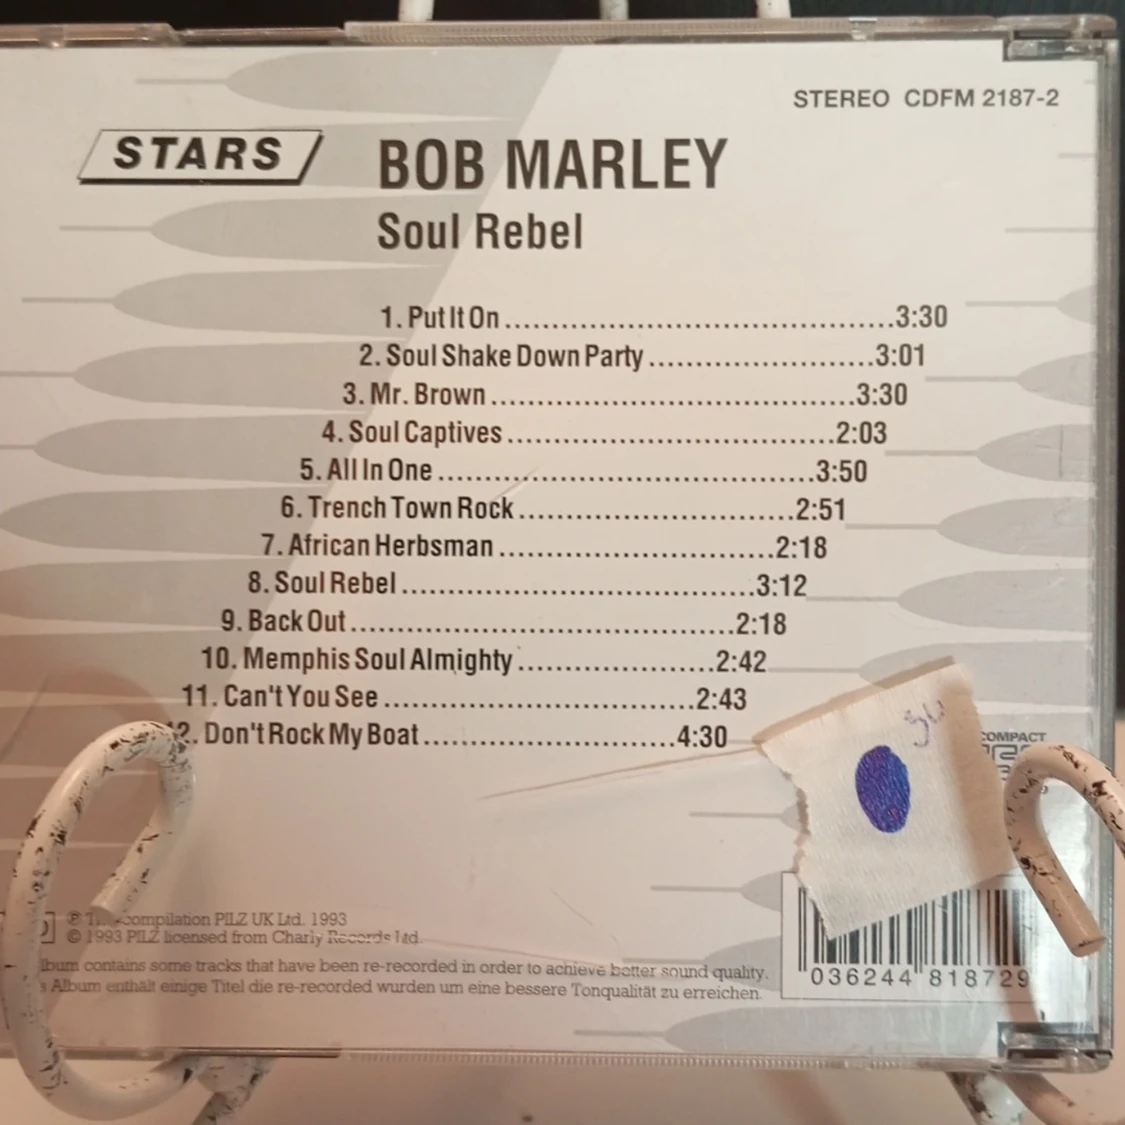 STEREO CDFM 2187-2
STARS
BOB MARLEY
Soul Rebel
1. Put It On........................................3:30
2. Soul Shake Down Party.......................3:01
3. Mr. Brown......................................3:30
4. Soul Captives..................................2:03
5. All In One.......................................3:50
6. Trench Town Rock............................2:51
7. African Herbsman............................2:18
8. Soul Rebel.....................................3:12
9. Back Out........................................2:18
10. Memphis Soul Almighty....................2:42
11. Can't You See................................2:43
2. Don't Rock My Boat..........................4:30
COMPACT
℗ compilation PILZ UK Ltd. 1993
© 1993 PILZ licensed from Charly Records Ltd.
lbum contains some tracks that have been re-recorded in order to achieve better sound quality.
s Album enthält einige Titel die re-recorded wurden um eine bessere Tonqualität zu erreichen.
036244 818729